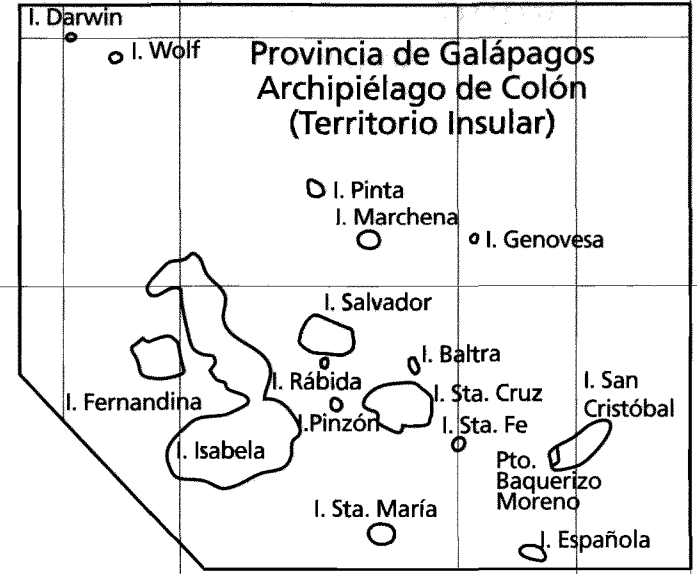 I. Darwin
I. Wolf
Provincia de Galápagos
Archipiélago de Colón
(Territorio Insular)
I. Pinta
I. Marchena
I. Genovesa
I. Salvador
I. Baltra
I. Rábida
I. Fernandina
I. Sta. Cruz
I. San
Cristóbal
I.Pinzón
I. Sta. Fe
I. Isabela
Pto.
Baquerizo
Moreno
I. Sta. María
I. Española